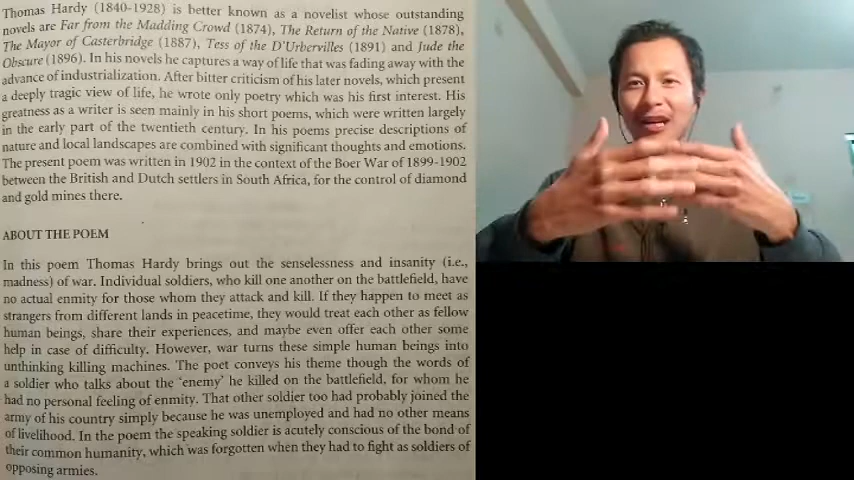 Thomas Hardy (1840-1928) is better known as a novelist whose outstanding
novels are Far from the Madding Crowd (1874), The Return of the Native (1878),
The Mayor of Casterbridge (1887), Tess of the D'Urbervilles (1891) and Jude the
Obscure (1896). In his novels he captures a way of life that was fading away with the
advance of industrialization. After bitter criticism of his later novels, which present
a deeply tragic view of life, he wrote only poetry which was his first interest. His
greatness as a writer is seen mainly in his short poems, which were written largely
in the early part of the twentieth century. In his poems precise descriptions of
nature and local landscapes are combined with significant thoughts and emotions.
The present poem was written in 1902 in the context of the Boer War of 1899-1902
between the British and Dutch settlers in South Africa, for the control of diamond
and gold mines there.
ABOUT THE POEM
In this poem Thomas Hardy brings out the senselessness and insanity (i.e.,
madness) of war. Individual soldiers, who kill one another on the battlefield, have
no actual enmity for those whom they attack and kill. If they happen to meet as
strangers from different lands in peacetime, they would treat each other as fellow
human beings, share their experiences, and maybe even offer each other some
help in case of difficulty. However, war turns these simple human beings into
unthinking killing machines. The poet conveys his theme though the words of
a soldier who talks about the 'enemy' he killed on the battlefield, for whom he
had no personal feeling of enmity. That other soldier too had probably joined the
army of his country simply because he was unemployed and had no other means
of livelihood. In the poem the speaking soldier is acutely conscious of the bond of
their common humanity, which was forgotten when they had to fight as soldiers of
opposing armies.